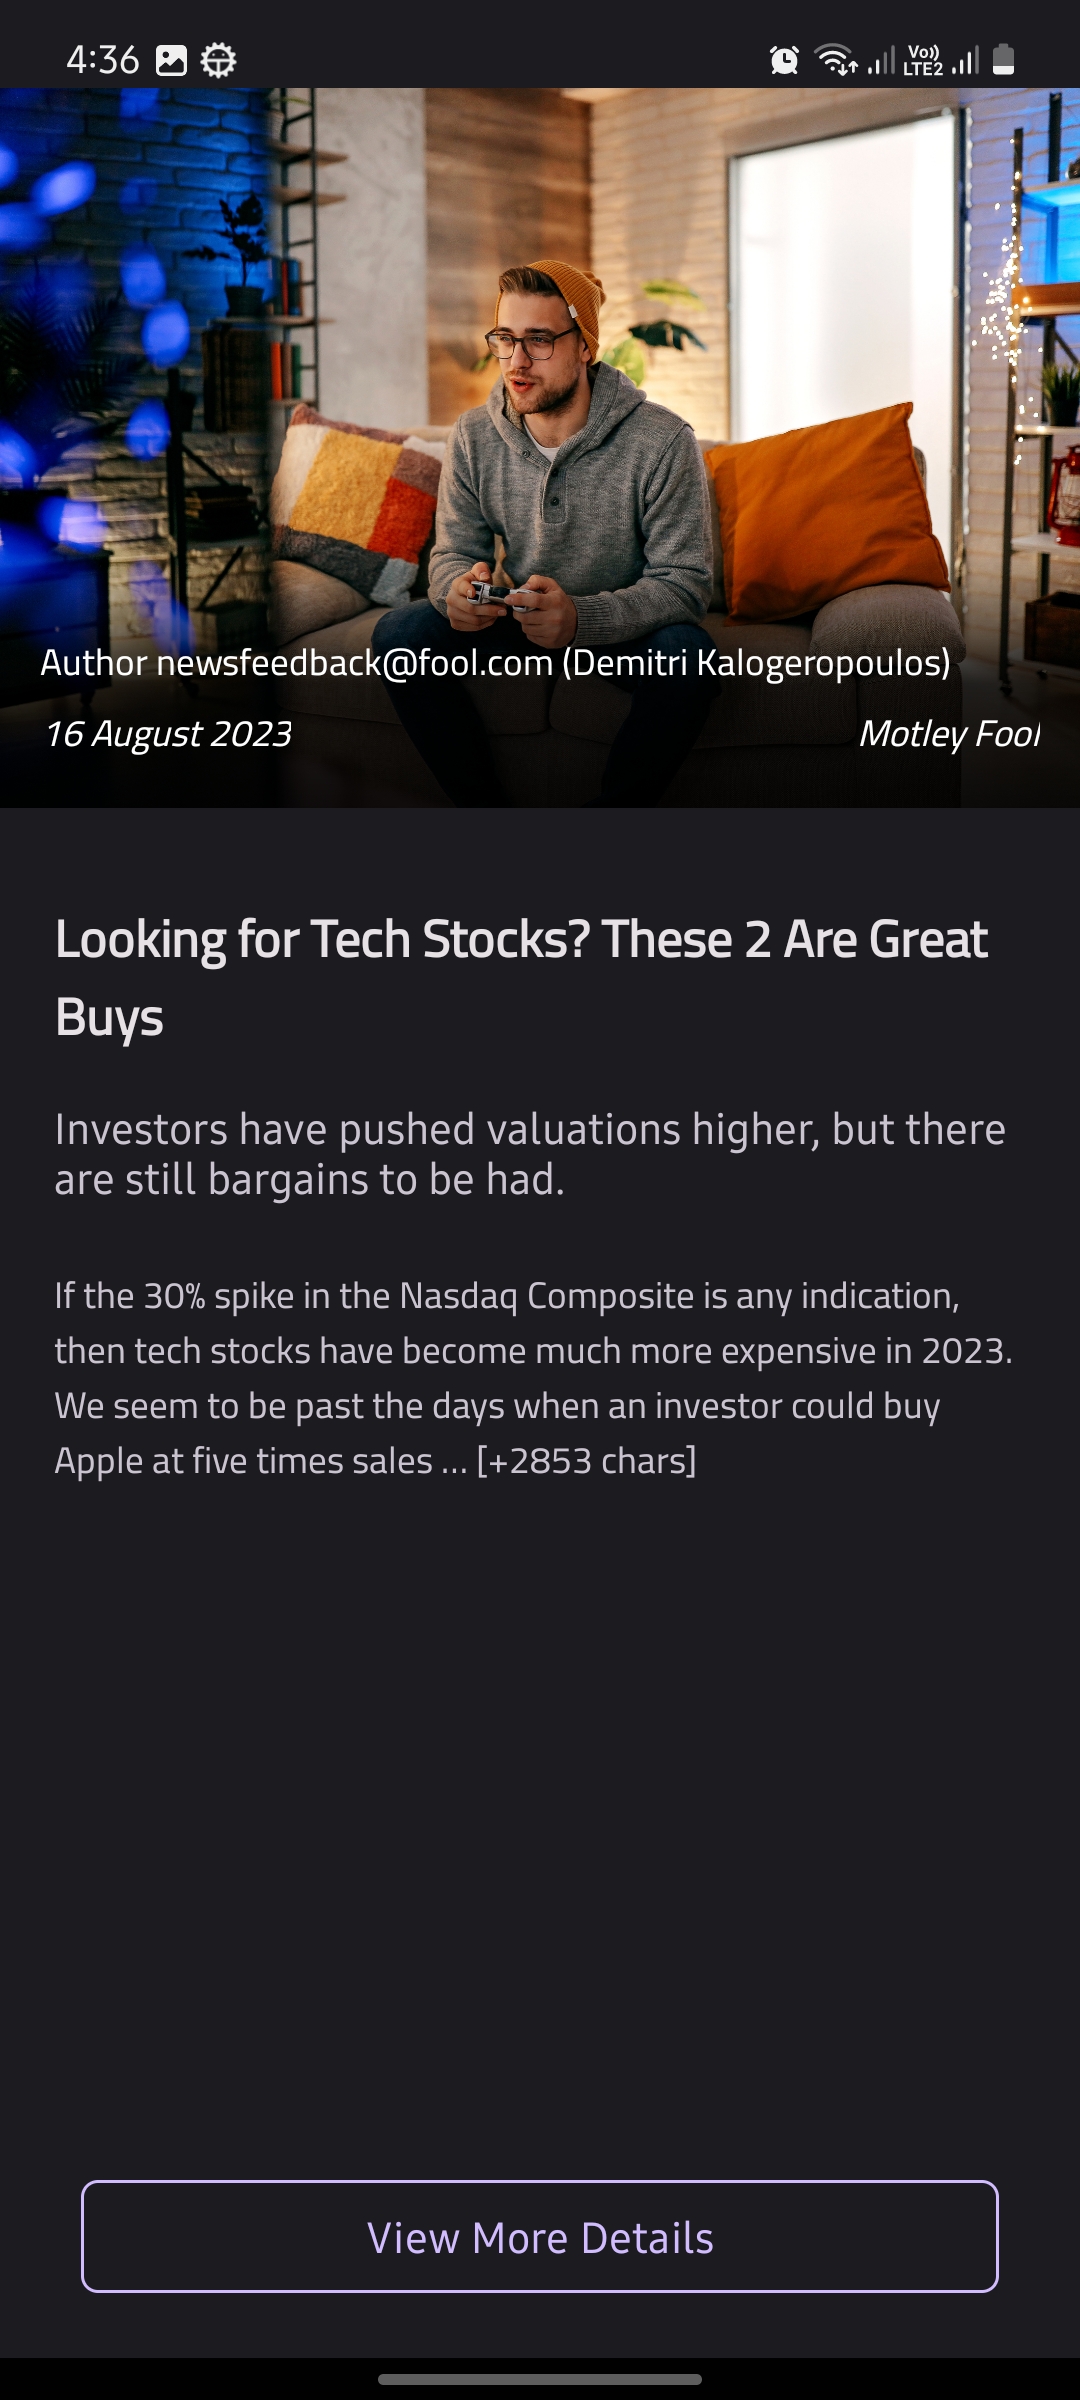 4:36
Vo))
LTE2
Author newsfeedback@fool.com (Demitri Kalogeropoulos)
16 August 2023
Motley Fool
Looking for Tech Stocks? These 2 Are Great
Buys
Investors have pushed valuations higher, but there
are still bargains to be had.
If the 30% spike in the Nasdaq Composite is any indication,
then tech stocks have become much more expensive in 2023.
We seem to be past the days when an investor could buy
Apple at five times sales … [+2853 chars]
View More Details